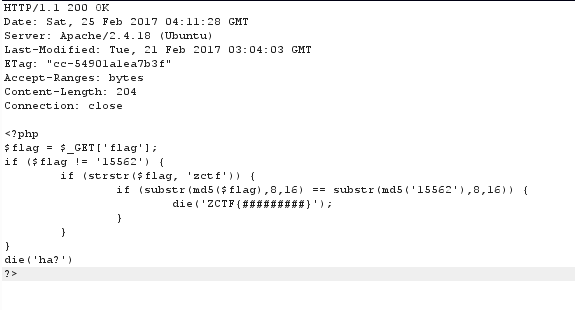 HTTP/1.1 200 OK
Date: Sat, 25 Feb 2017 04:11:28 GMT
Server: Apache/2.4.18 (Ubuntu)
Last-Modified: Tue, 21 Feb 2017 03:04:03 GMT
ETag: "cc-54901a1ea7b3f"
Accept-Ranges: bytes
Content-Length: 204
Connection: close

<?php
$flag = $_GET['flag'];
if ($flag != '15562') {
        if (strstr($flag, 'zctf')) {
                if (substr(md5($flag),8,16) == substr(md5('15562'),8,16)) {
                        die('ZCTF{#########}');
                }
        }
}
die('ha?')
?>